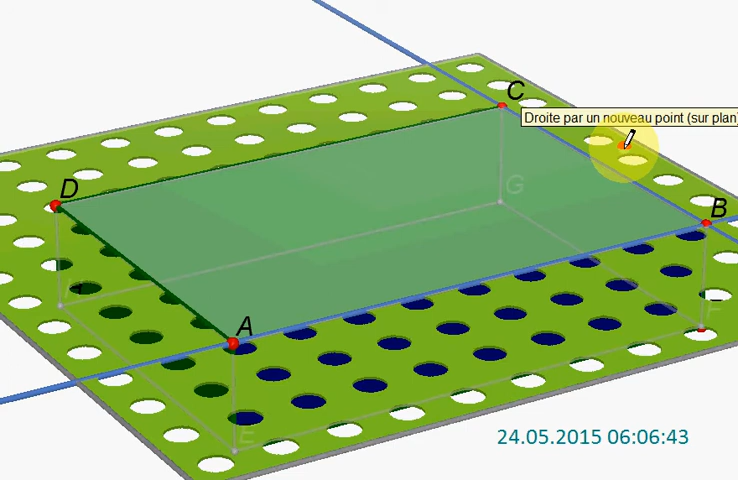 C
Droite par un nouveau point (sur plan)
D
G
B
A
F
E
24.05.2015 06:06:43